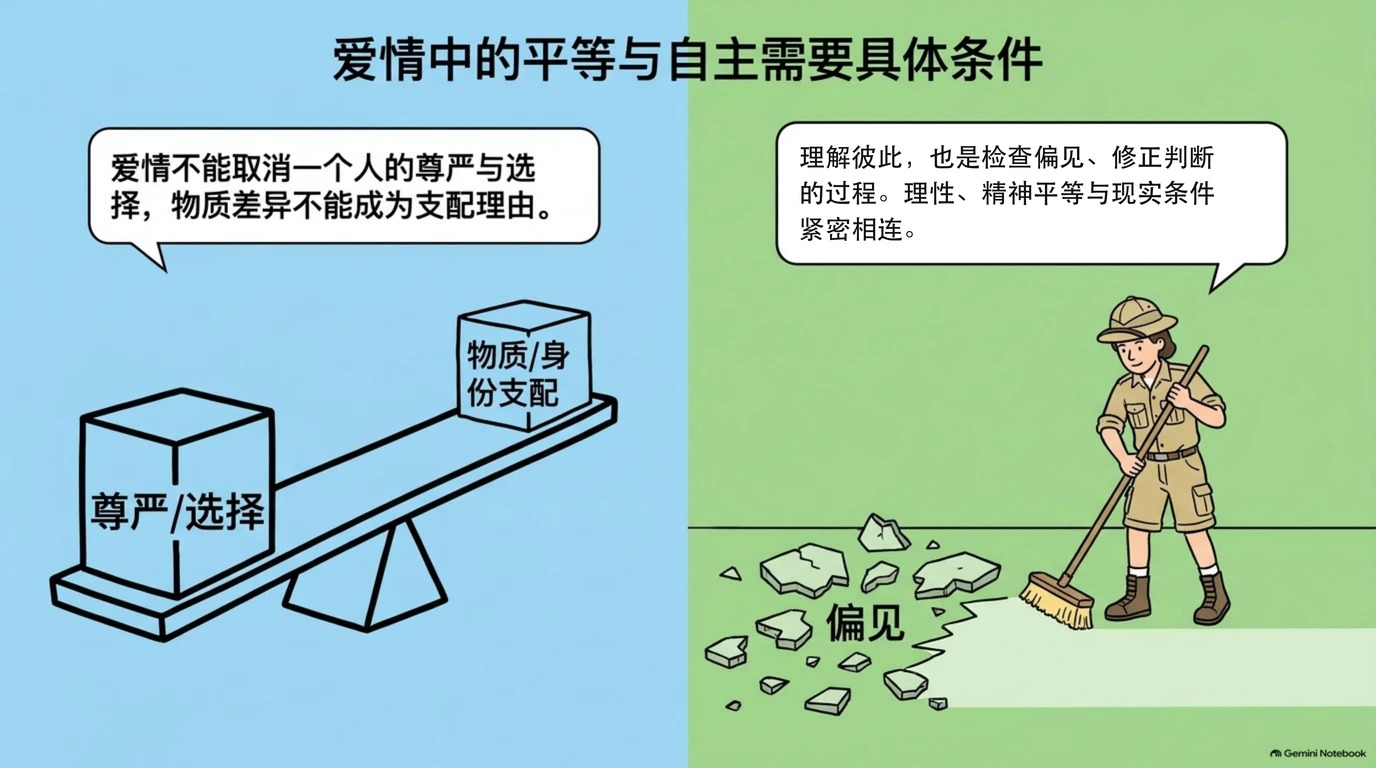 爱情中的平等与自主需要具体条件
爱情不能取消一个人的尊严与选
择，物质差异不能成为支配理由。
物质/身
份支配
尊严/选择
理解彼此，也是检查偏见、修正判断
的过程。理性、精神平等与现实条件
紧密相连。
偏见
Gemini Notebook